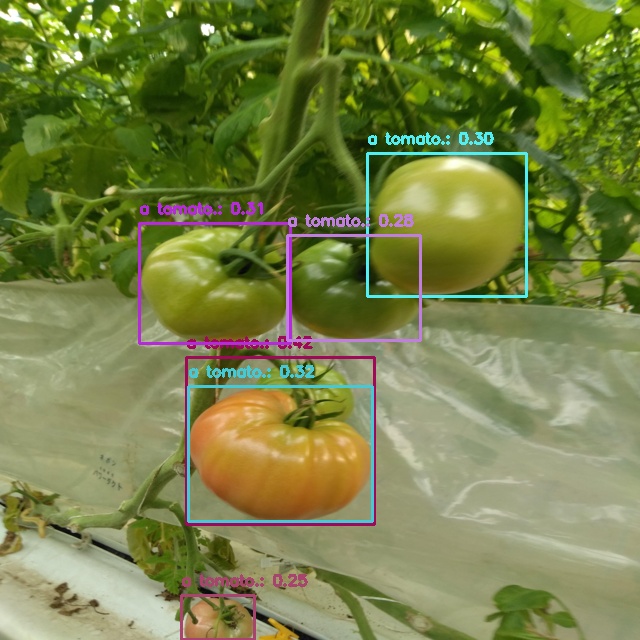 a tomato.: 0.30
a tomato.: 0.31
a tomato.: 0.28
a tomato.: 0.42
a tomato.: 0.32
a tomato.: 0.25